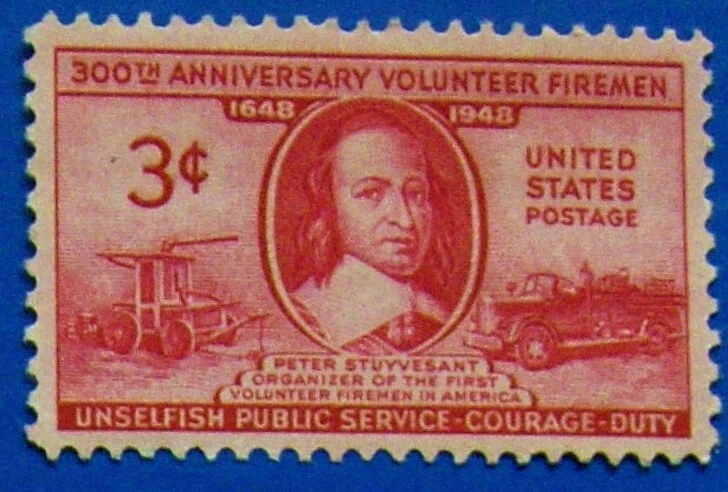 300TH ANNIVERSARY VOLUNTEER FIREMEN
1648 1948
3¢
UNITED
STATES
POSTAGE
PETER STUYVESANT
ORGANIZER OF THE FIRST
VOLUNTEER FIREMEN IN AMERICA
UNSELFISH PUBLIC SERVICE-COURAGE-DUTY